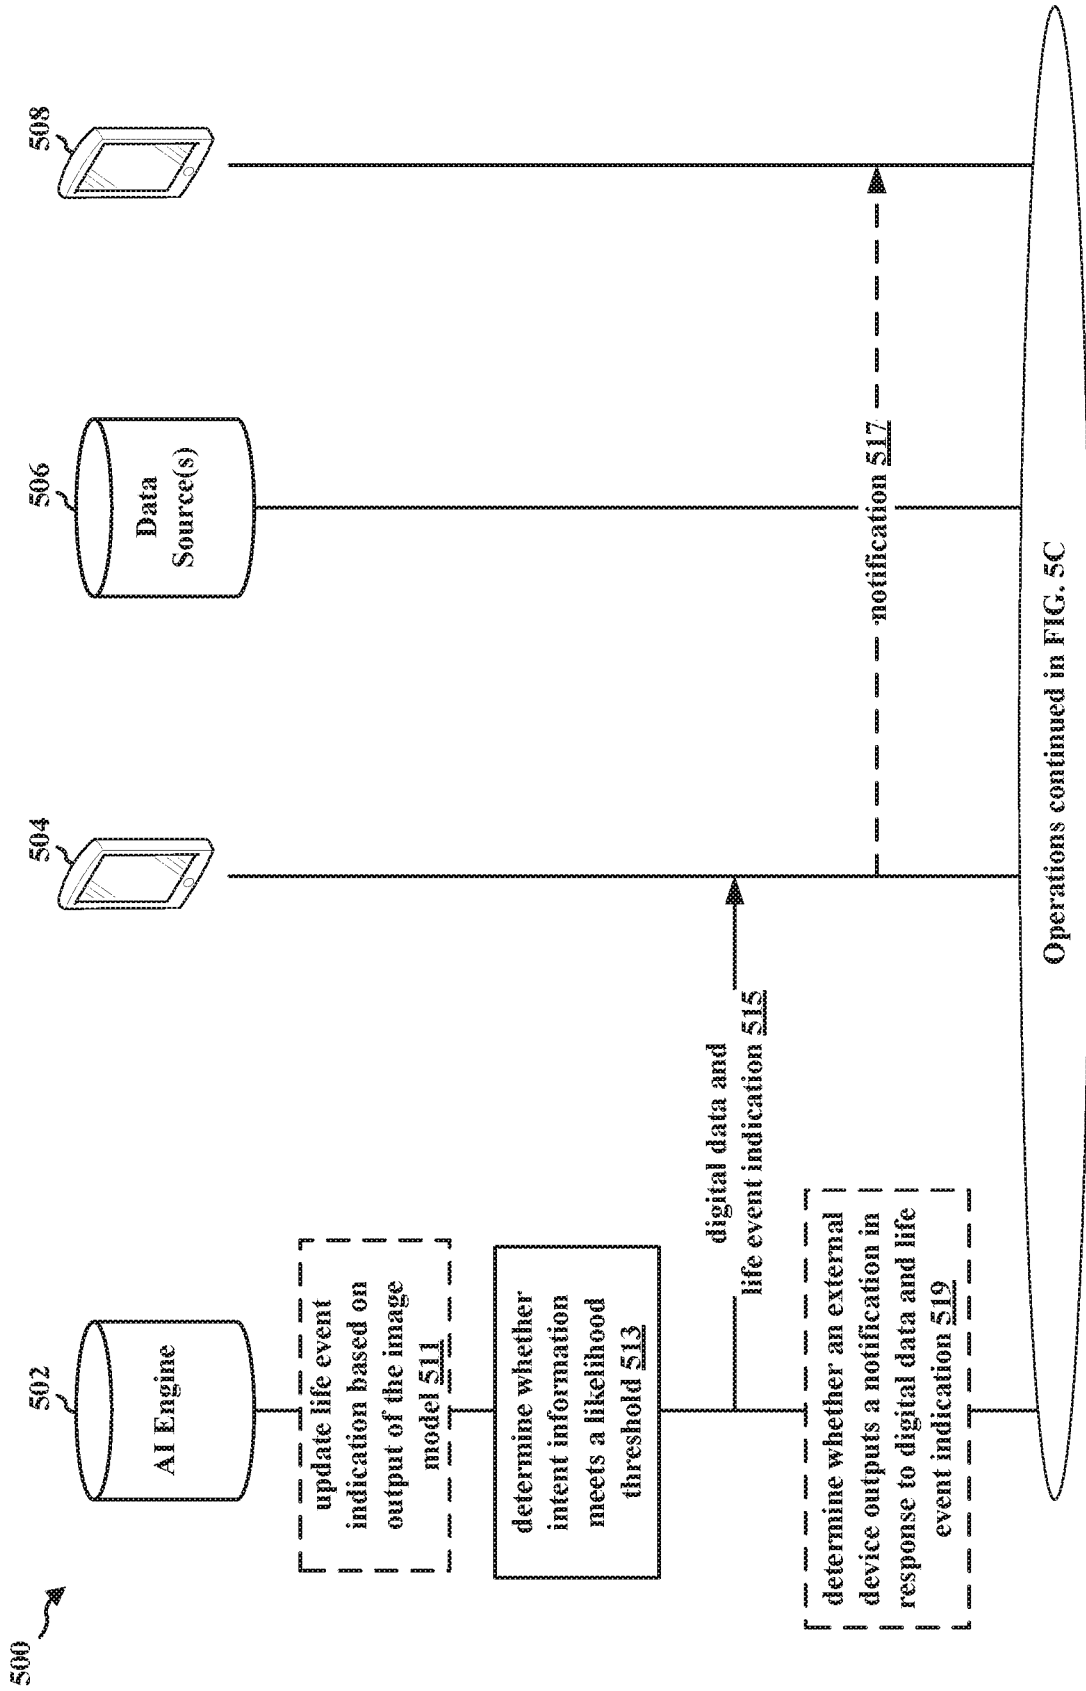 500
502
504
506
508
AI Engine
Data
Source(s)
update life event
indication based on
output of the image
model 511
determine whether
intent information
meets a likelihood
threshold 513
digital data and
life event indication 515
notification 517
determine whether an external
device outputs a notification in
response to digital data and life
event indication 519
Operations continued in FIG. 5C